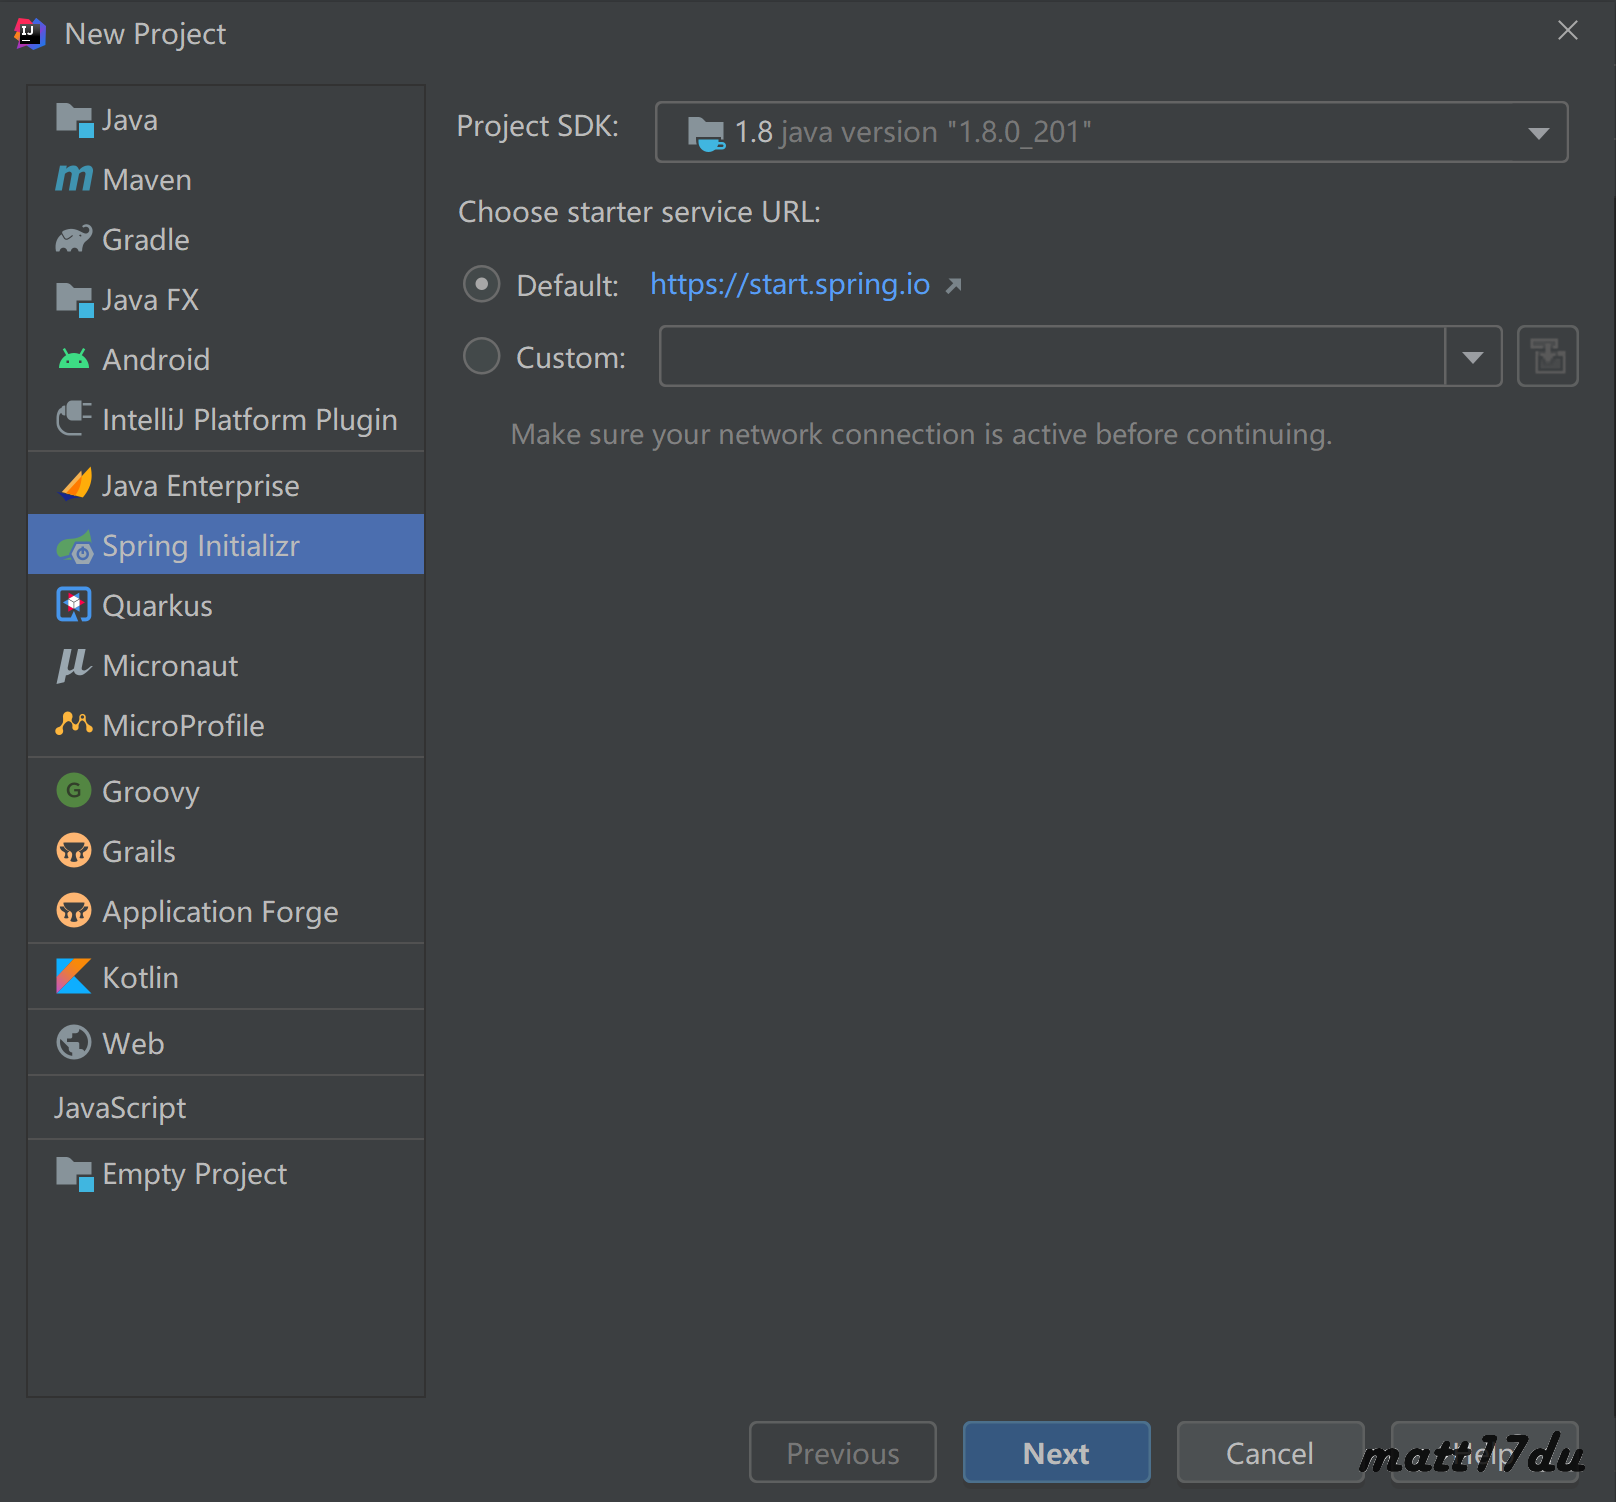 New Project
Java
Maven
Gradle
Java FX
Android
IntelliJ Platform Plugin
Java Enterprise
Spring Initializr
Quarkus
Micronaut
MicroProfile
Groovy
Grails
Application Forge
Kotlin
Web
JavaScript
Empty Project
Project SDK: 1.8 java version "1.8.0_201"
Choose starter service URL:
Default: https://start.spring.io
Custom:
Make sure your network connection is active before continuing.
Previous Next Cancel Help
matt17du